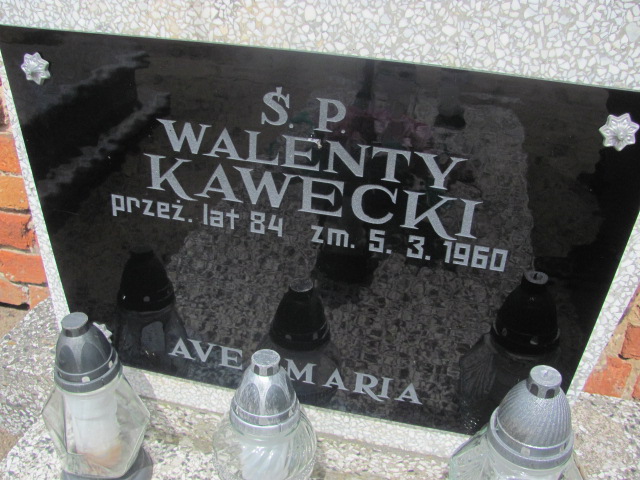 Ś. P.
WALENTY
KAWECKI
przeż. lat 84 zm. 5. 3. 1960
AVE MARIA